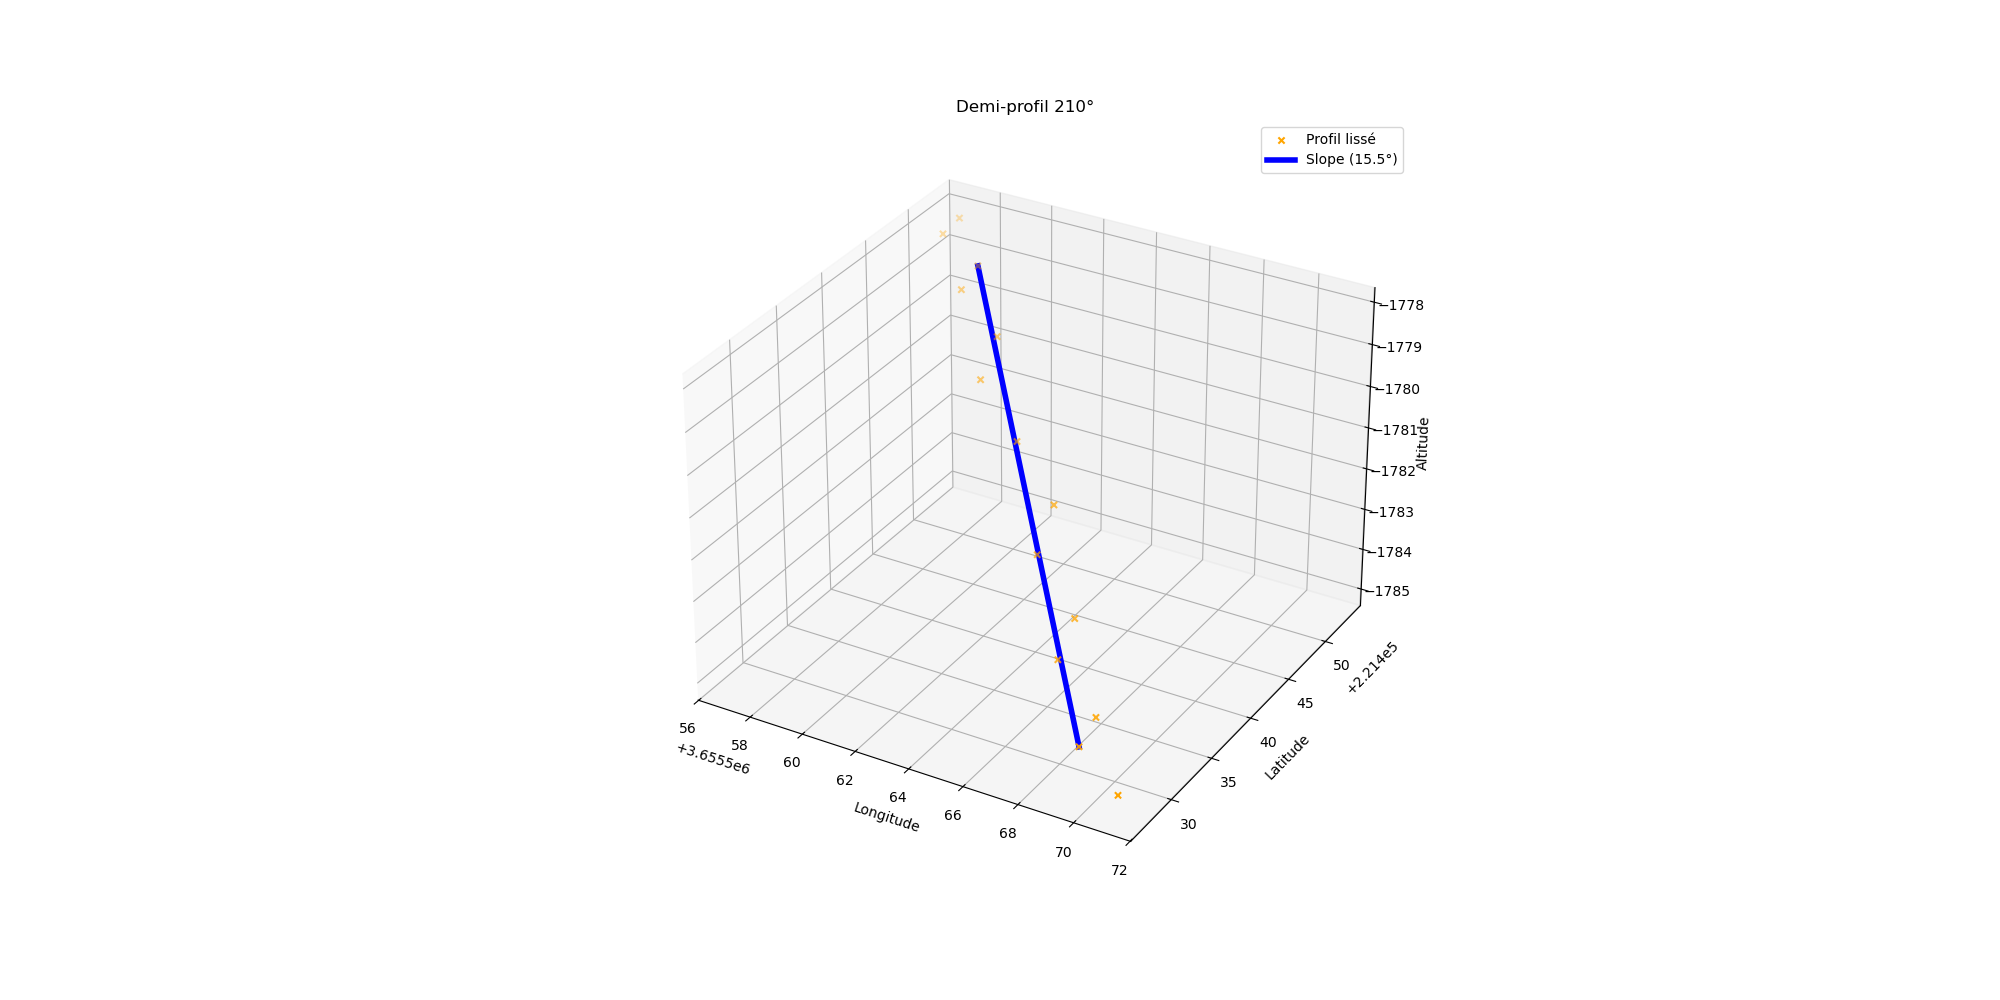 Demi-profil 210°
Profil lissé
Slope (15.5°)
−1778
−1779
−1780
−1781
−1782
−1783
−1784
−1785
Altitude
50
45
40
35
30
+2.214e5
Latitude
56
58
60
62
64
66
68
70
72
+3.6555e6
Longitude